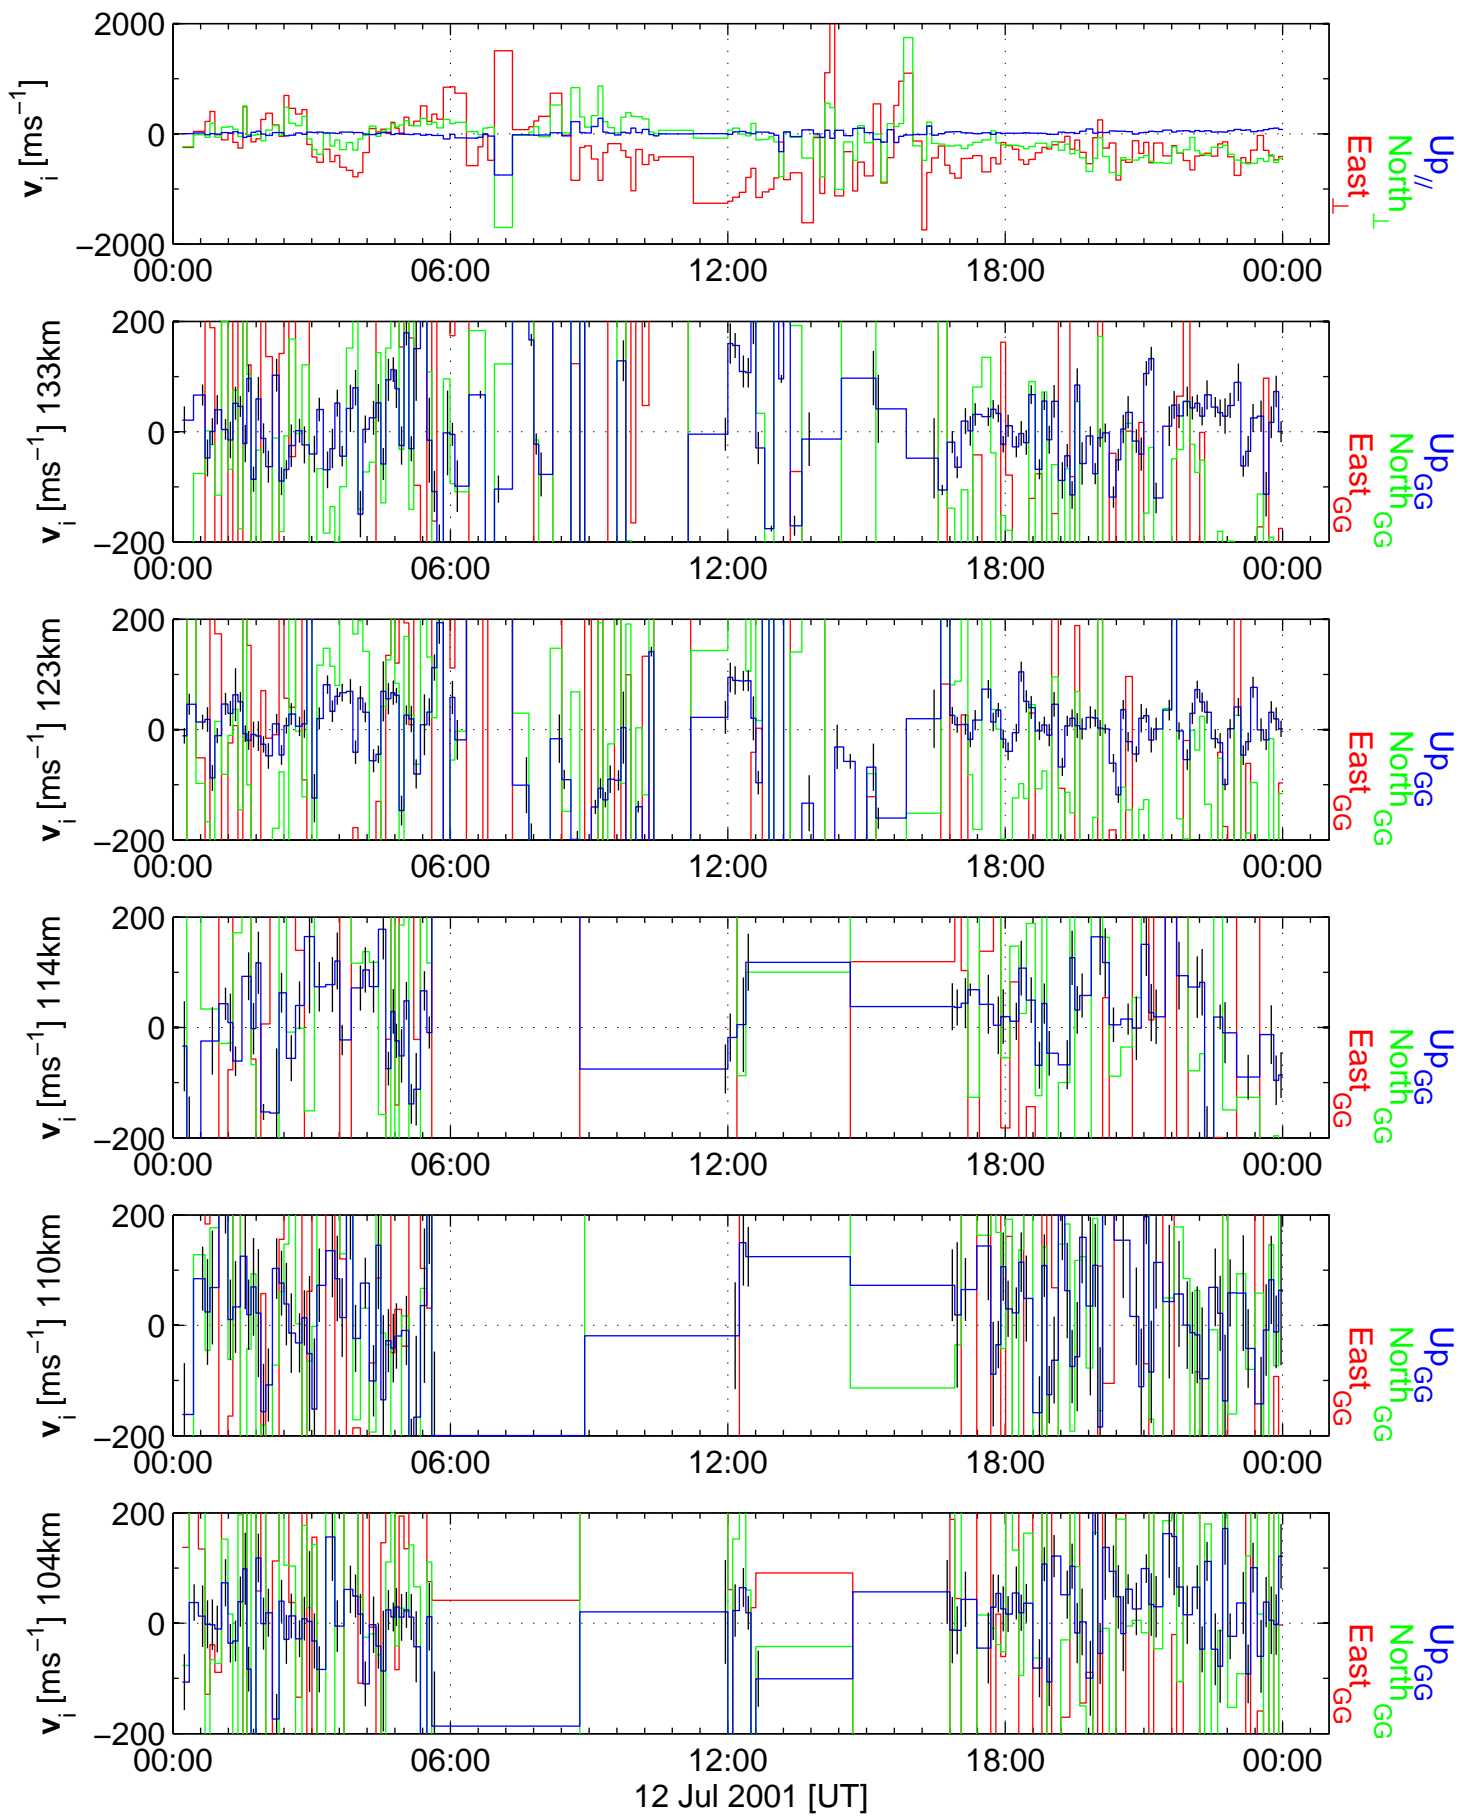 2000
0
−2000
v_i [ms^−1]
00:00 06:00 12:00 18:00 00:00
East_⊥
North_⊥
Up_//
200
0
−200
v_i [ms^−1] 133km
00:00 06:00 12:00 18:00 00:00
East_GG
North_GG
Up_GG
200
0
−200
v_i [ms^−1] 123km
00:00 06:00 12:00 18:00 00:00
East_GG
North_GG
Up_GG
200
0
−200
v_i [ms^−1] 114km
00:00 06:00 12:00 18:00 00:00
East_GG
North_GG
Up_GG
200
0
−200
v_i [ms^−1] 110km
00:00 06:00 12:00 18:00 00:00
East_GG
North_GG
Up_GG
200
0
−200
v_i [ms^−1] 104km
00:00 06:00 12:00 18:00 00:00
East_GG
North_GG
Up_GG
12 Jul 2001 [UT]